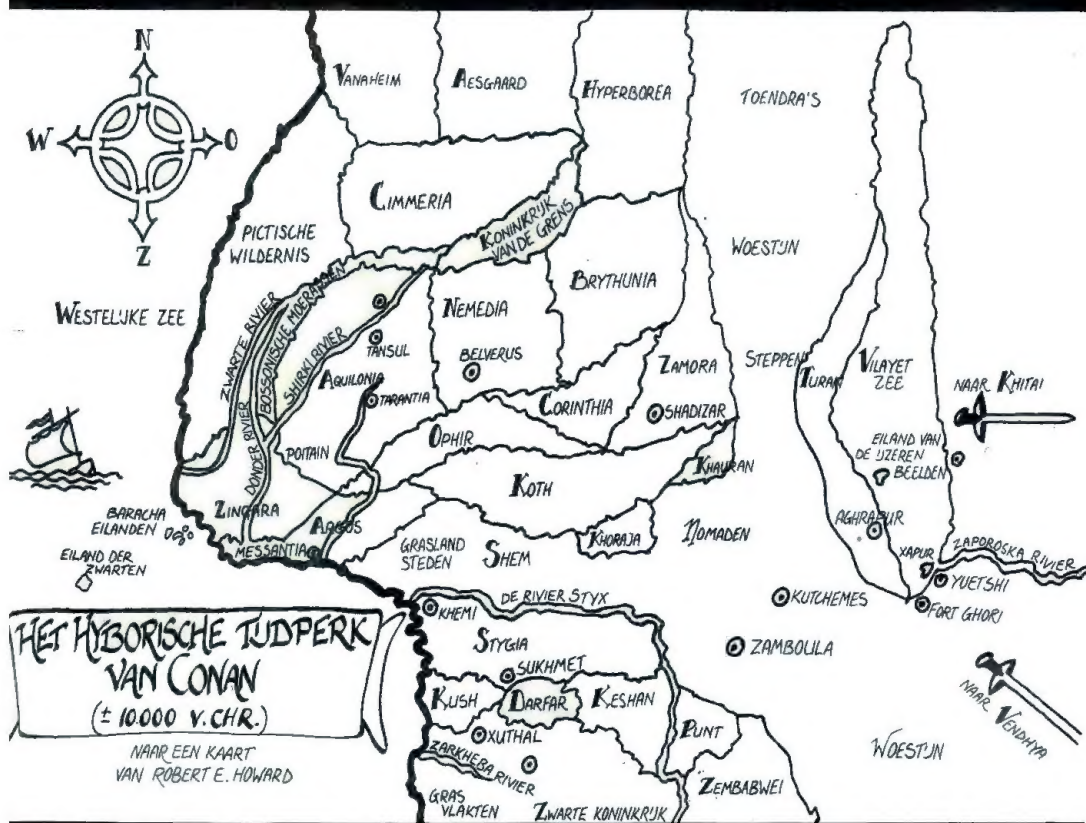 N
W
O
Z
VANAHEIM
AESGAARD
HYPERBOREA
TOENDRA'S
CIMMERIA
KONINKRIJK
VAN DE GRENS
PICTISCHE
WILDERNIS
WOESTIJN
WESTELIJKE ZEE
ZWARTE RIVIER
BOSSONISCHE MOERASSEN
SHIRKI RIVIER
DONDER RIVIER
TANSUL
AQUILONIA
TARANTIA
NEMEDIA
BELVERUS
BRYTHUNIA
ZAMORA
SHADIZAR
CORINTHIA
STEPPEN
TURAN
VILAYET
ZEE
NAAR KHITAI
EILAND VAN
DE IJZEREN
BEELDEN
POITAIN
OPHIR
KOTH
KHAURAN
ZINGARA
ARGOS
MESSANTIA
BARACHA
EILANDEN
EILAND DER
ZWARTEN
GRASLAND
STEDEN
SHEM
KHORAJA
NOMADEN
AGHRAPUR
XAPUR
ZAPOROSKA RIVIER
YUETSHI
FORT GHORI
KUTCHEMES
ZAMBOULA
NAAR VENDHYA
WOESTIJN
DE RIVIER STYX
KHEMI
STYGIA
SUKHMET
KUSH
DARFAR
KESHAN
PUNT
XUTHAL
ZARKHEBA RIVIER
GRAS
VLAKTEN
ZWARTE KONINKRIJK
ZEMBABWEI
HET HYBORISCHE TIJDPERK
VAN CONAN
(± 10.000 V. CHR.)
NAAR EEN KAART
VAN ROBERT E. HOWARD